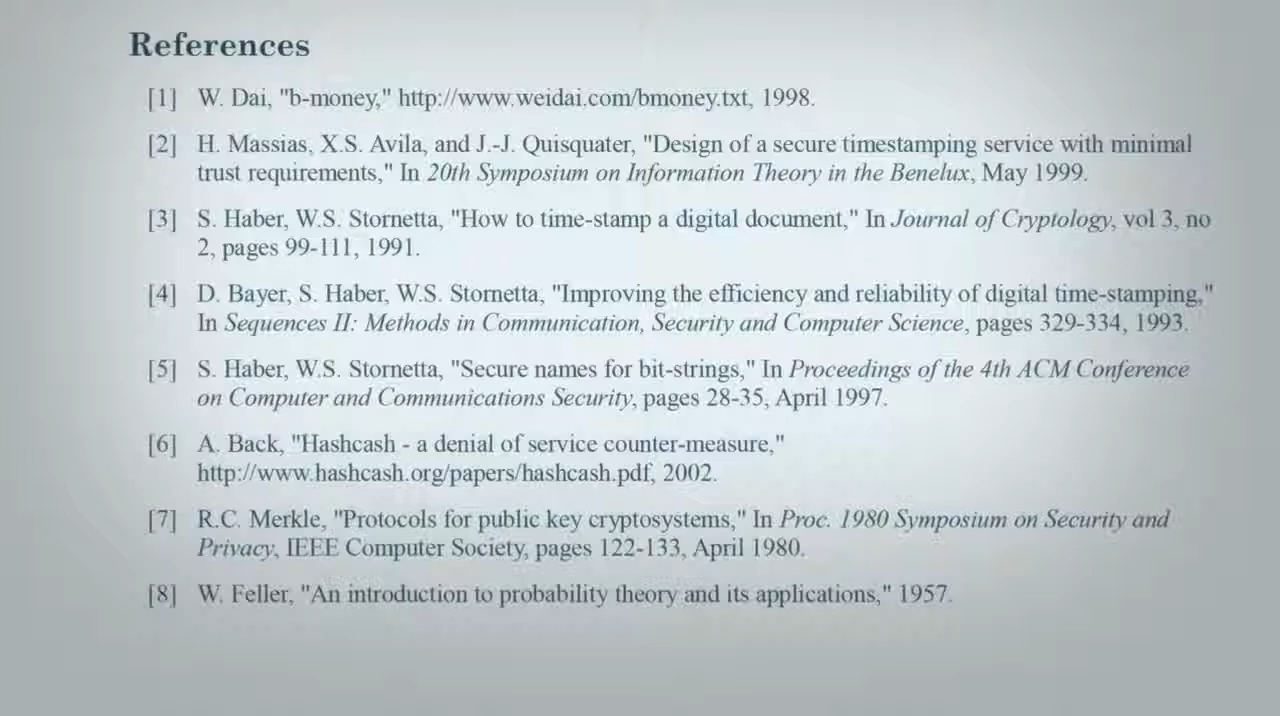 References
[1] W. Dai, "b-money," http://www.weidai.com/bmoney.txt, 1998.
[2] H. Massias, X.S. Avila, and J.-J. Quisquater, "Design of a secure timestamping service with minimal
trust requirements," In 20th Symposium on Information Theory in the Benelux, May 1999.
[3] S. Haber, W.S. Stornetta, "How to time-stamp a digital document," In Journal of Cryptology, vol 3, no
2, pages 99-111, 1991.
[4] D. Bayer, S. Haber, W.S. Stornetta, "Improving the efficiency and reliability of digital time-stamping,"
In Sequences II: Methods in Communication, Security and Computer Science, pages 329-334, 1993.
[5] S. Haber, W.S. Stornetta, "Secure names for bit-strings," In Proceedings of the 4th ACM Conference
on Computer and Communications Security, pages 28-35, April 1997.
[6] A. Back, "Hashcash - a denial of service counter-measure,"
http://www.hashcash.org/papers/hashcash.pdf, 2002.
[7] R.C. Merkle, "Protocols for public key cryptosystems," In Proc. 1980 Symposium on Security and
Privacy, IEEE Computer Society, pages 122-133, April 1980.
[8] W. Feller, "An introduction to probability theory and its applications," 1957.